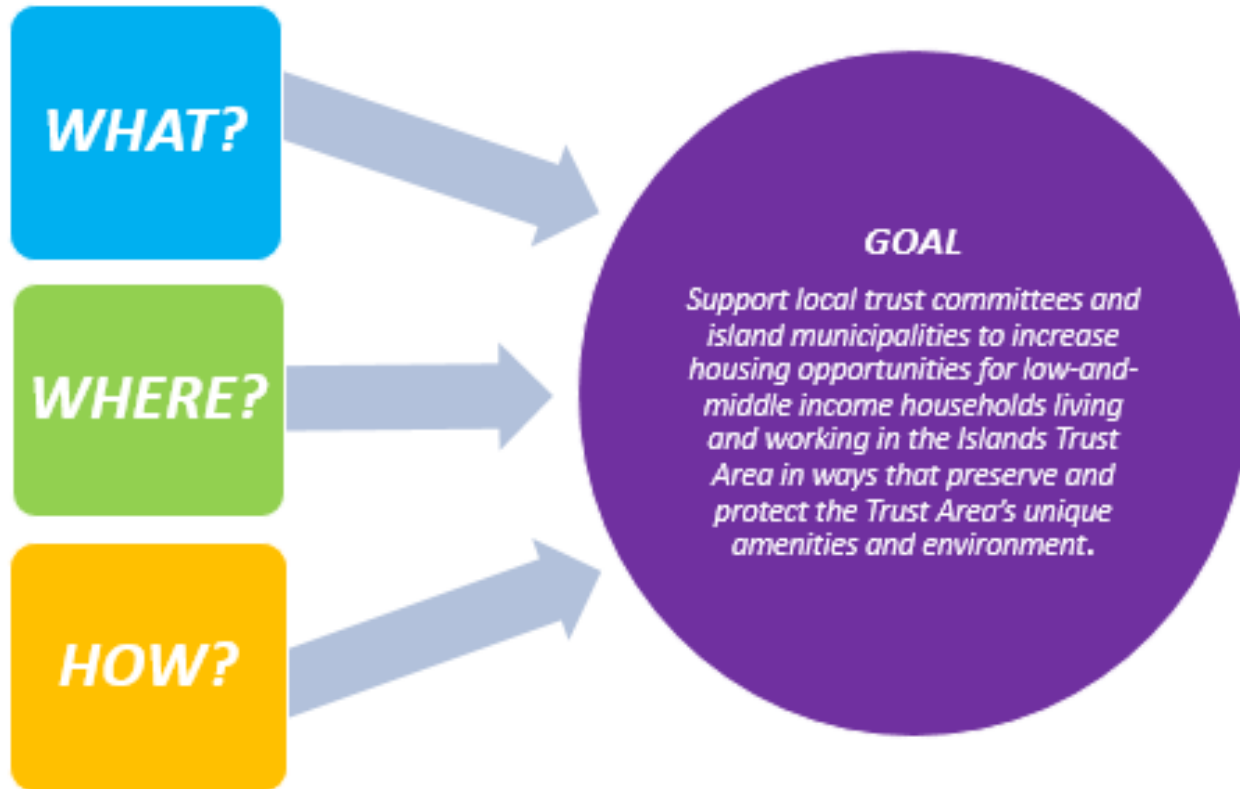 WHAT?
WHERE?
HOW?
GOAL
Support local trust committees and
island municipalities to increase
housing opportunities for low-and-
middle income households living
and working in the Islands Trust
Area in ways that preserve and
protect the Trust Area's unique
amenities and environment.